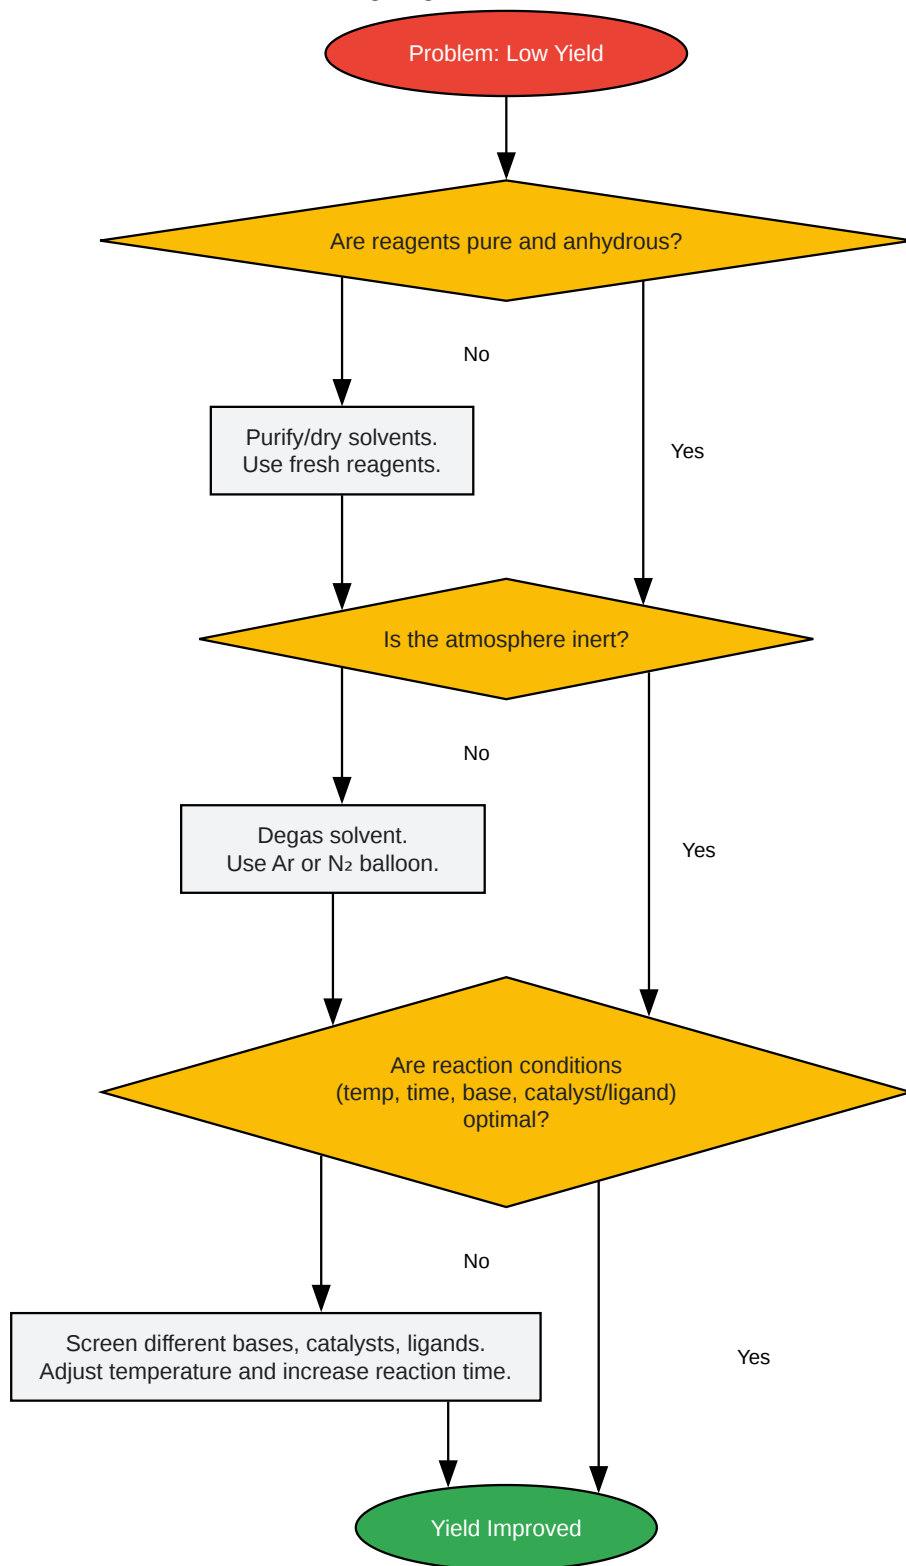 Problem: Low Yield
Are reagents pure and anhydrous?
No
Purify/dry solvents.
Use fresh reagents.
Yes
Is the atmosphere inert?
No
Degas solvent.
Use Ar or N₂ balloon.
Yes
Are reaction conditions
(temp, time, base, catalyst/ligand)
optimal?
No
Screen different bases, catalysts, ligands.
Adjust temperature and increase reaction time.
Yes
Yield Improved